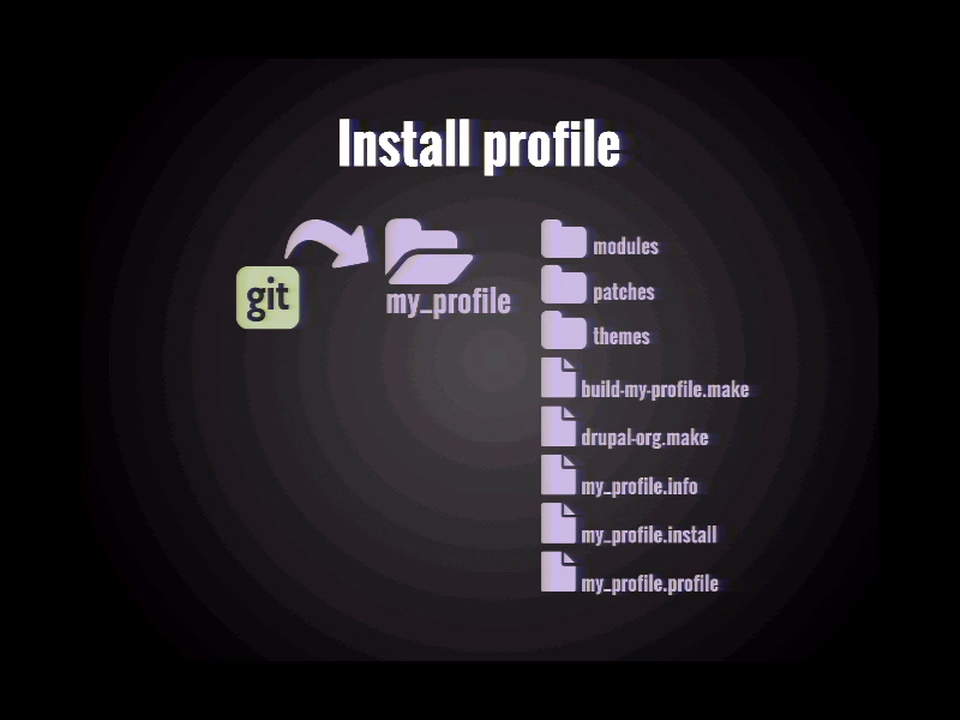 Install profile
git
my_profile
modules
patches
themes
build-my-profile.make
drupal-org.make
my_profile.info
my_profile.install
my_profile.profile